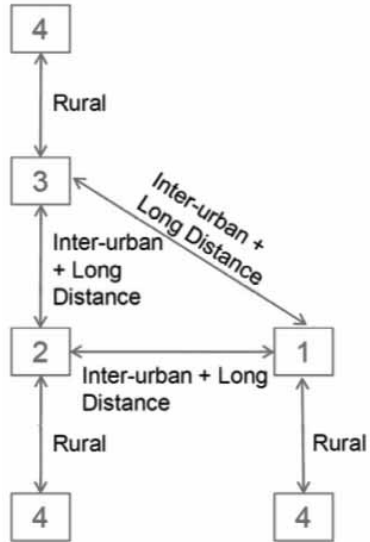 4
Rural
3
Inter-urban +
Long Distance
Inter-urban
+ Long
Distance
2
1
Inter-urban + Long
Distance
Rural
Rural
4
4